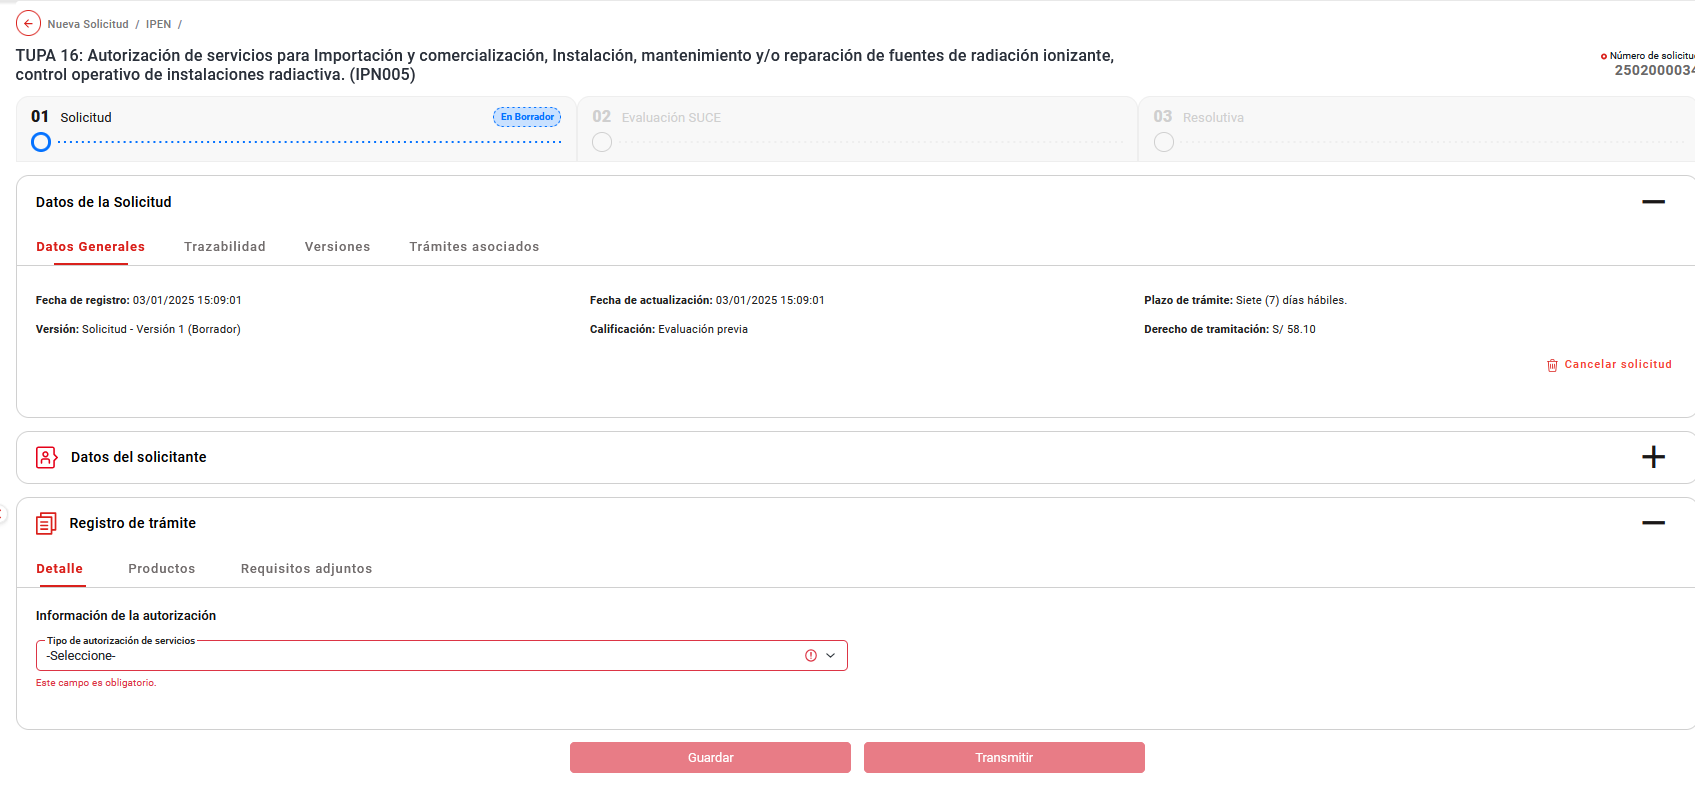 Nueva Solicitud / IPEN /
TUPA 16: Autorización de servicios para Importación y comercialización, Instalación, mantenimiento y/o reparación de fuentes de radiación ionizante,
control operativo de instalaciones radiactiva. (IPN005)
Número de solicitud
2502000034
01 Solicitud En Borrador
02 Evaluación SUCE
03 Resolutiva
Datos de la Solicitud
Datos Generales Trazabilidad Versiones Trámites asociados
Fecha de registro: 03/01/2025 15:09:01 Fecha de actualización: 03/01/2025 15:09:01 Plazo de trámite: Siete (7) días hábiles.
Versión: Solicitud - Versión 1 (Borrador) Calificación: Evaluación previa Derecho de tramitación: S/ 58.10
Cancelar solicitud
Datos del solicitante
Registro de trámite
Detalle Productos Requisitos adjuntos
Información de la autorización
Tipo de autorización de servicios
-Seleccione-
Este campo es obligatorio.
Guardar Transmitir